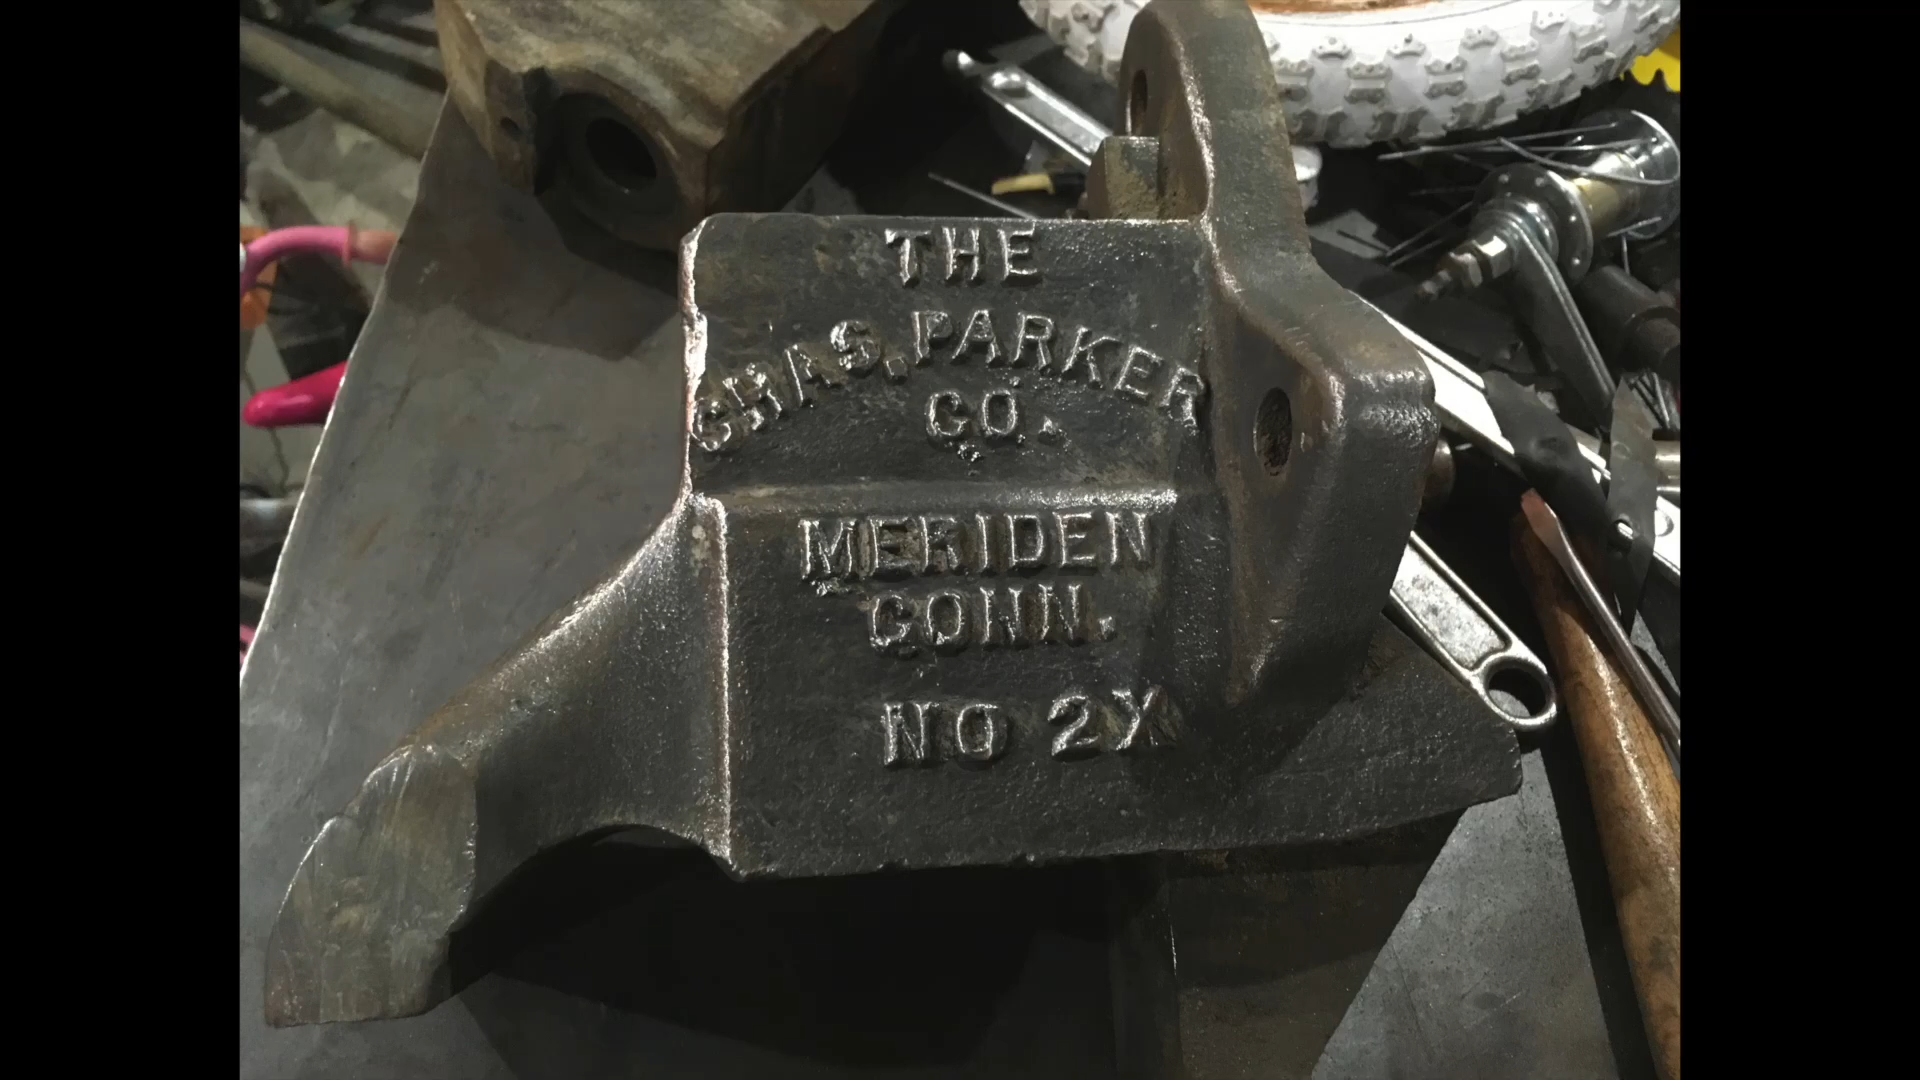 THE
CHAS. PARKER
CO.
MERIDEN
CONN.
NO 2X